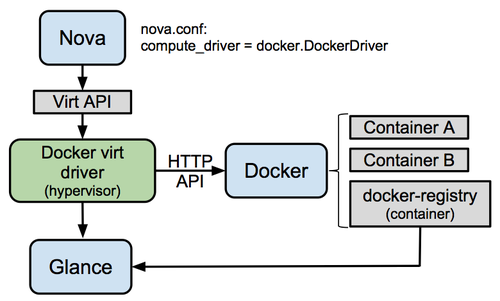 Nova
nova.conf:
compute_driver = docker.DockerDriver
Virt API
Docker virt
driver
(hypervisor)
HTTP
API
Docker
Container A
Container B
docker-registry
(container)
Glance